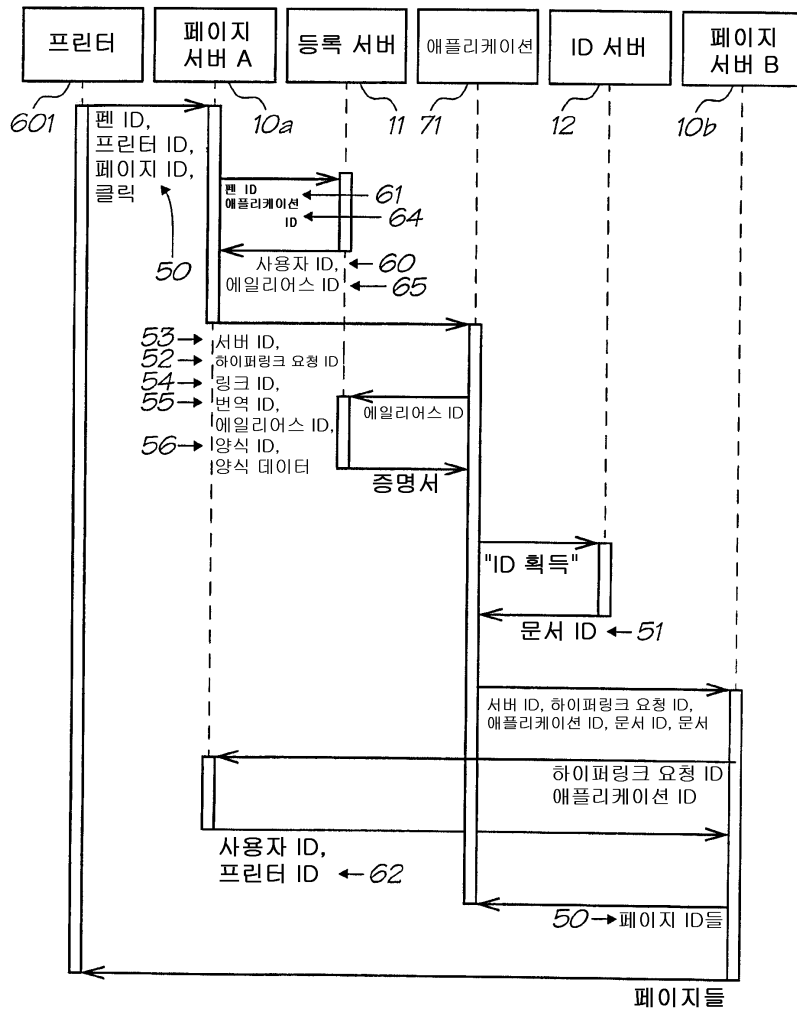 프린터
페이지
서버 A
등록 서버
애플리케이션
ID 서버
페이지
서버 B
601
10a
11
71
12
10b
펜 ID,
프린터 ID,
페이지 ID,
클릭
50
펜 ID
애플리케이션
ID
61
64
사용자 ID,
에일리어스 ID
60
65
53
서버 ID,
52
하이퍼링크 요청 ID
54
링크 ID,
55
번역 ID,
에일리어스 ID,
56
양식 ID,
양식 데이터
에일리어스 ID
증명서
"ID 획득"
문서 ID
51
서버 ID, 하이퍼링크 요청 ID,
애플리케이션 ID, 문서 ID, 문서
하이퍼링크 요청 ID
애플리케이션 ID
사용자 ID,
프린터 ID
62
50
페이지 ID들
페이지들